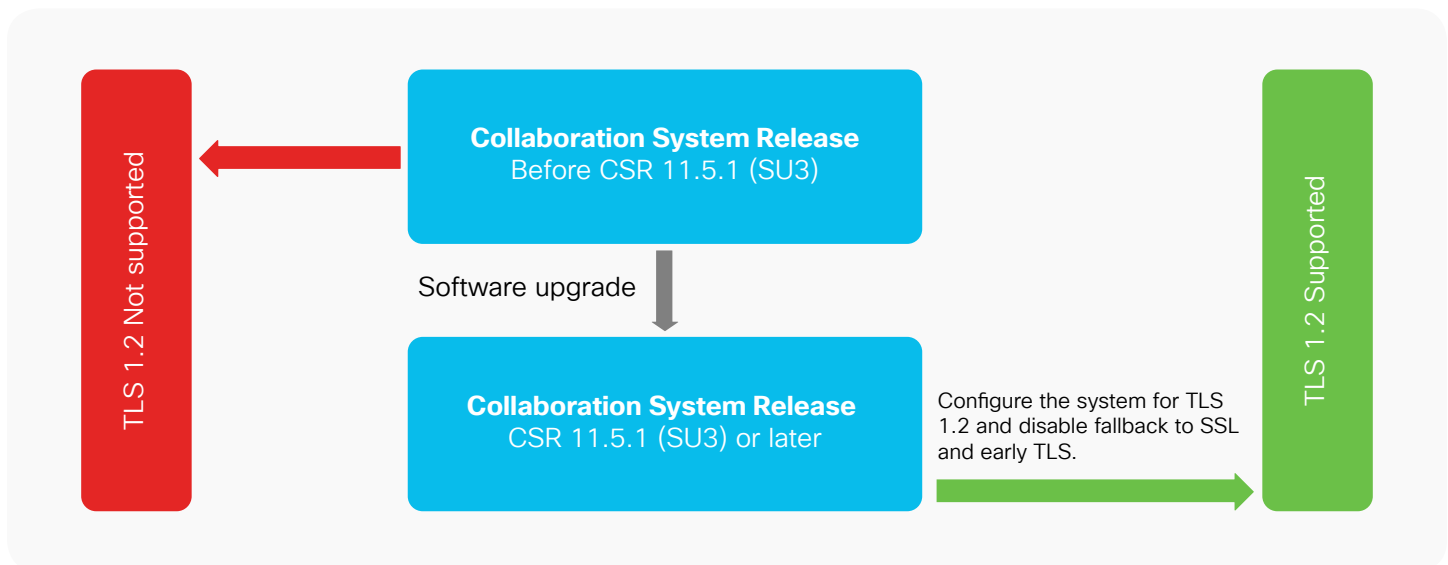 TLS 1.2 Not supported
Collaboration System Release
Before CSR 11.5.1 (SU3)
Software upgrade
Collaboration System Release
CSR 11.5.1 (SU3) or later
Configure the system for TLS
1.2 and disable fallback to SSL
and early TLS.
TLS 1.2 Supported